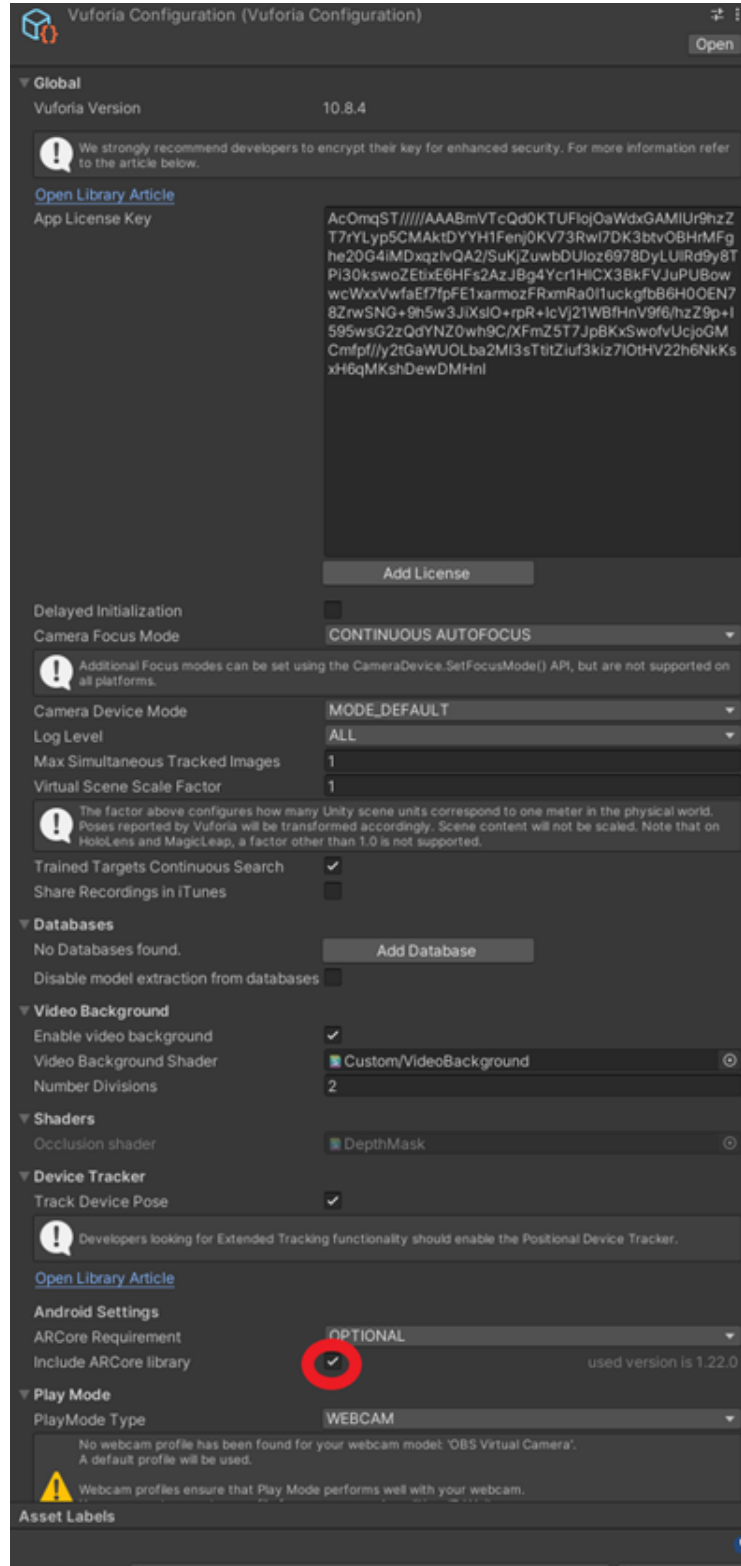 Vuforia Configuration (Vuforia Configuration)
Open
Global
Vuforia Version 10.8.4
We strongly recommend developers to encrypt their key for enhanced security. For more information refer
to the article below.
Open Library Article
App License Key
Add License
Delayed Initialization
Camera Focus Mode CONTINUOUS AUTOFOCUS
Additional Focus modes can be set using the CameraDevice.SetFocusMode() API, but are not supported on
all platforms.
Camera Device Mode MODE_DEFAULT
Log Level ALL
Max Simultaneous Tracked Images 1
Virtual Scene Scale Factor 1
The factor above configures how many Unity scene units correspond to one meter in the physical world.
Poses reported by Vuforia will be transformed accordingly. Scene content will not be scaled. Note that on
HoloLens and MagicLeap, a factor other than 1.0 is not supported.
Trained Targets Continuous Search
Share Recordings in iTunes
Databases
No Databases found. Add Database
Disable model extraction from databases
Video Background
Enable video background
Video Background Shader Custom/VideoBackground
Number Divisions 2
Shaders
Occlusion shader DepthMask
Device Tracker
Track Device Pose
Developers looking for Extended Tracking functionality should enable the Positional Device Tracker.
Open Library Article
Android Settings
ARCore Requirement OPTIONAL
Include ARCore library used version is 1.22.0
Play Mode
PlayMode Type WEBCAM
No webcam profile has been found for your webcam model: 'OBS Virtual Camera'.
A default profile will be used.
Webcam profiles ensure that Play Mode performs well with your webcam.
Asset Labels